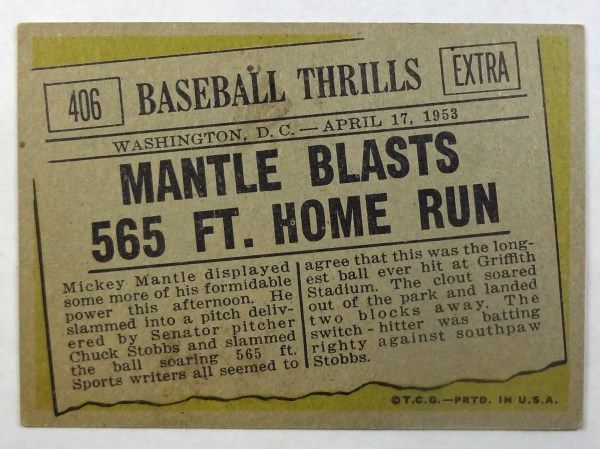 406
BASEBALL THRILLS
EXTRA
WASHINGTON, D. C.—APRIL 17, 1953
MANTLE BLASTS
565 FT. HOME RUN
Mickey Mantle displayed
some more of his formidable
power this afternoon. He
slammed into a pitch deliv-
ered by Senator pitcher
Chuck Stobbs and slammed
the ball soaring 565 ft.
Sports writers all seemed to
agree that this was the long-
est ball ever hit at Griffith
Stadium. The clout soared
out of the park and landed
two blocks away. The
switch-hitter was batting
righty against southpaw
Stobbs.
©T.C.G.—PRTD. IN U.S.A.